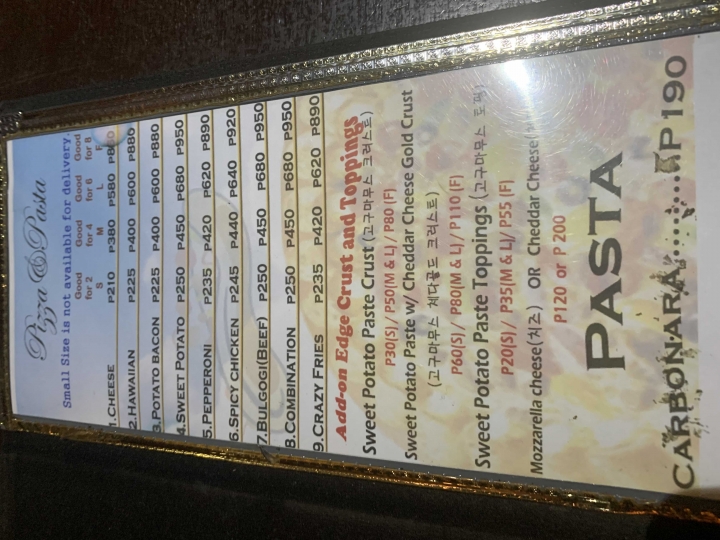 Pizza & Pasta
Small Size is not available for delivery.
Good for 2 Good for 4 Good for 6 Good for 8
S M L F
1.CHEESE P210 P380 P580
2.HAWAIIAN P225 P400 P600 P880
3.POTATO BACON P225 P400 P600 P880
4.SWEET POTATO P250 P450 P680 P950
5.PEPPERONI P235 P420 P620 P890
6.SPICY CHICKEN P245 P440 P640 P920
7.BULGOGI(BEEF) P250 P450 P680 P950
8.COMBINATION P250 P450 P680 P950
9.CRAZY FRIES P235 P420 P620 P890
Add-on Edge Crust and Toppings
Sweet Potato Paste Crust (고구마무스 크러스트)
P30(S) / P50(M & L) / P80 (F)
Sweet Potato Paste w/ Cheddar Cheese Gold Crust
(고구마무스 체다골드 크러스트)
P60(S) / P80(M & L) / P110 (F)
Sweet Potato Paste Toppings (고구마무스 토핑)
P20(S) / P35(M & L) / P55 (F)
Mozzarella cheese(치즈) OR Cheddar Cheese
P120 or P 200
PASTA
CARBONARA..........P190